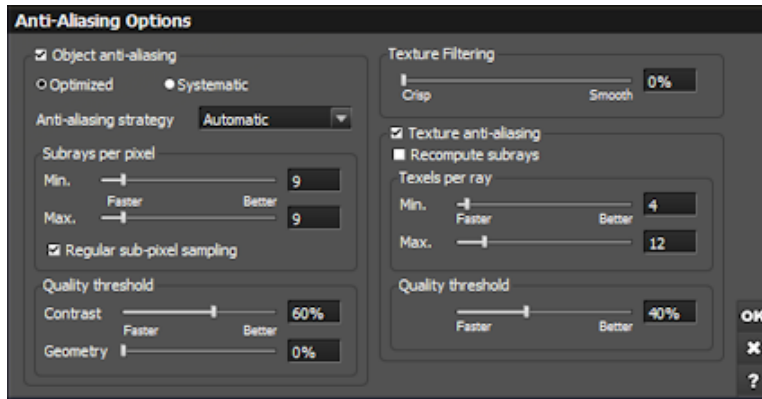 Anti-Aliasing Options
Object anti-aliasing
Optimized Systematic
Anti-aliasing strategy Automatic
Subrays per pixel
Min. 9
Faster Better
Max. 9
Regular sub-pixel sampling
Quality threshold
Contrast 60%
Faster Better
Geometry 0%
Texture Filtering
0%
Crisp Smooth
Texture anti-aliasing
Recompute subrays
Texels per ray
Min. 4
Faster Better
Max. 12
Quality threshold
40%
Faster Better
OK
?